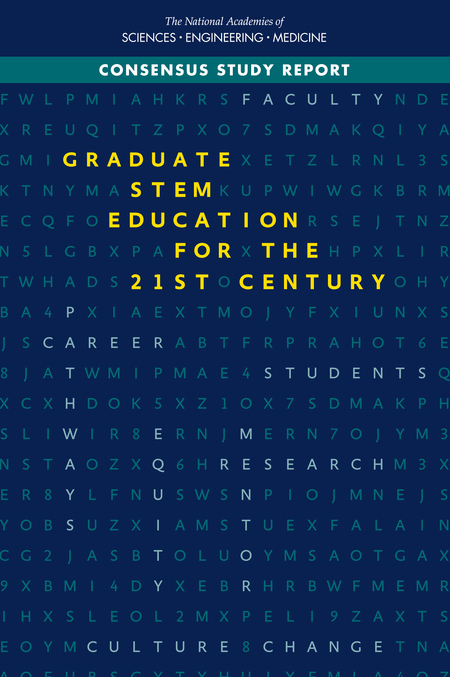 The National Academies of
SCIENCES • ENGINEERING • MEDICINE
CONSENSUS STUDY REPORT
F W L P M I A H K R S F A C U L T Y N D E
X R E U Q I T Z P X O 7 S D M A K Q I Y A
G M I G R A D U A T E X E T Z L R N L 3 S
K T N Y M A S T E M K U P W I W G K B R M
E C Q F O E D U C A T I O N R S E J T N Z
N 5 L G B X P A F O R X T H E H P X L I R
T W H A D S 2 1 S T O C E N T U R Y O H Y
B A 4 P X I A E X T M O J Y F X I U N X S
J S C A R E E R A B T F R P R A H O T 6 E
8 J A T W M I P M A E 4 S T U D E N T S Q
X C X H D O K 5 X Z 1 O X 7 S D M A K P H
S L I W I R 8 E R N J M E R N 7 O J Y M 3
N S T A O Z X Q 6 H R E S E A R C H M 3 X
E R 8 Y L F N U S W S N P I O J M N E J S
Y O B S U Z X I A M S T U E X F A L A I N
C G 2 J A S B T O L U O Y M S A O T G A X
9 X B M I 4 D Y X E B R H R B W F M E M R
I H X S L E O L 2 M X P E L I 9 Z A X T S
E O Y M C U L T U R E 8 C H A N G E T N A